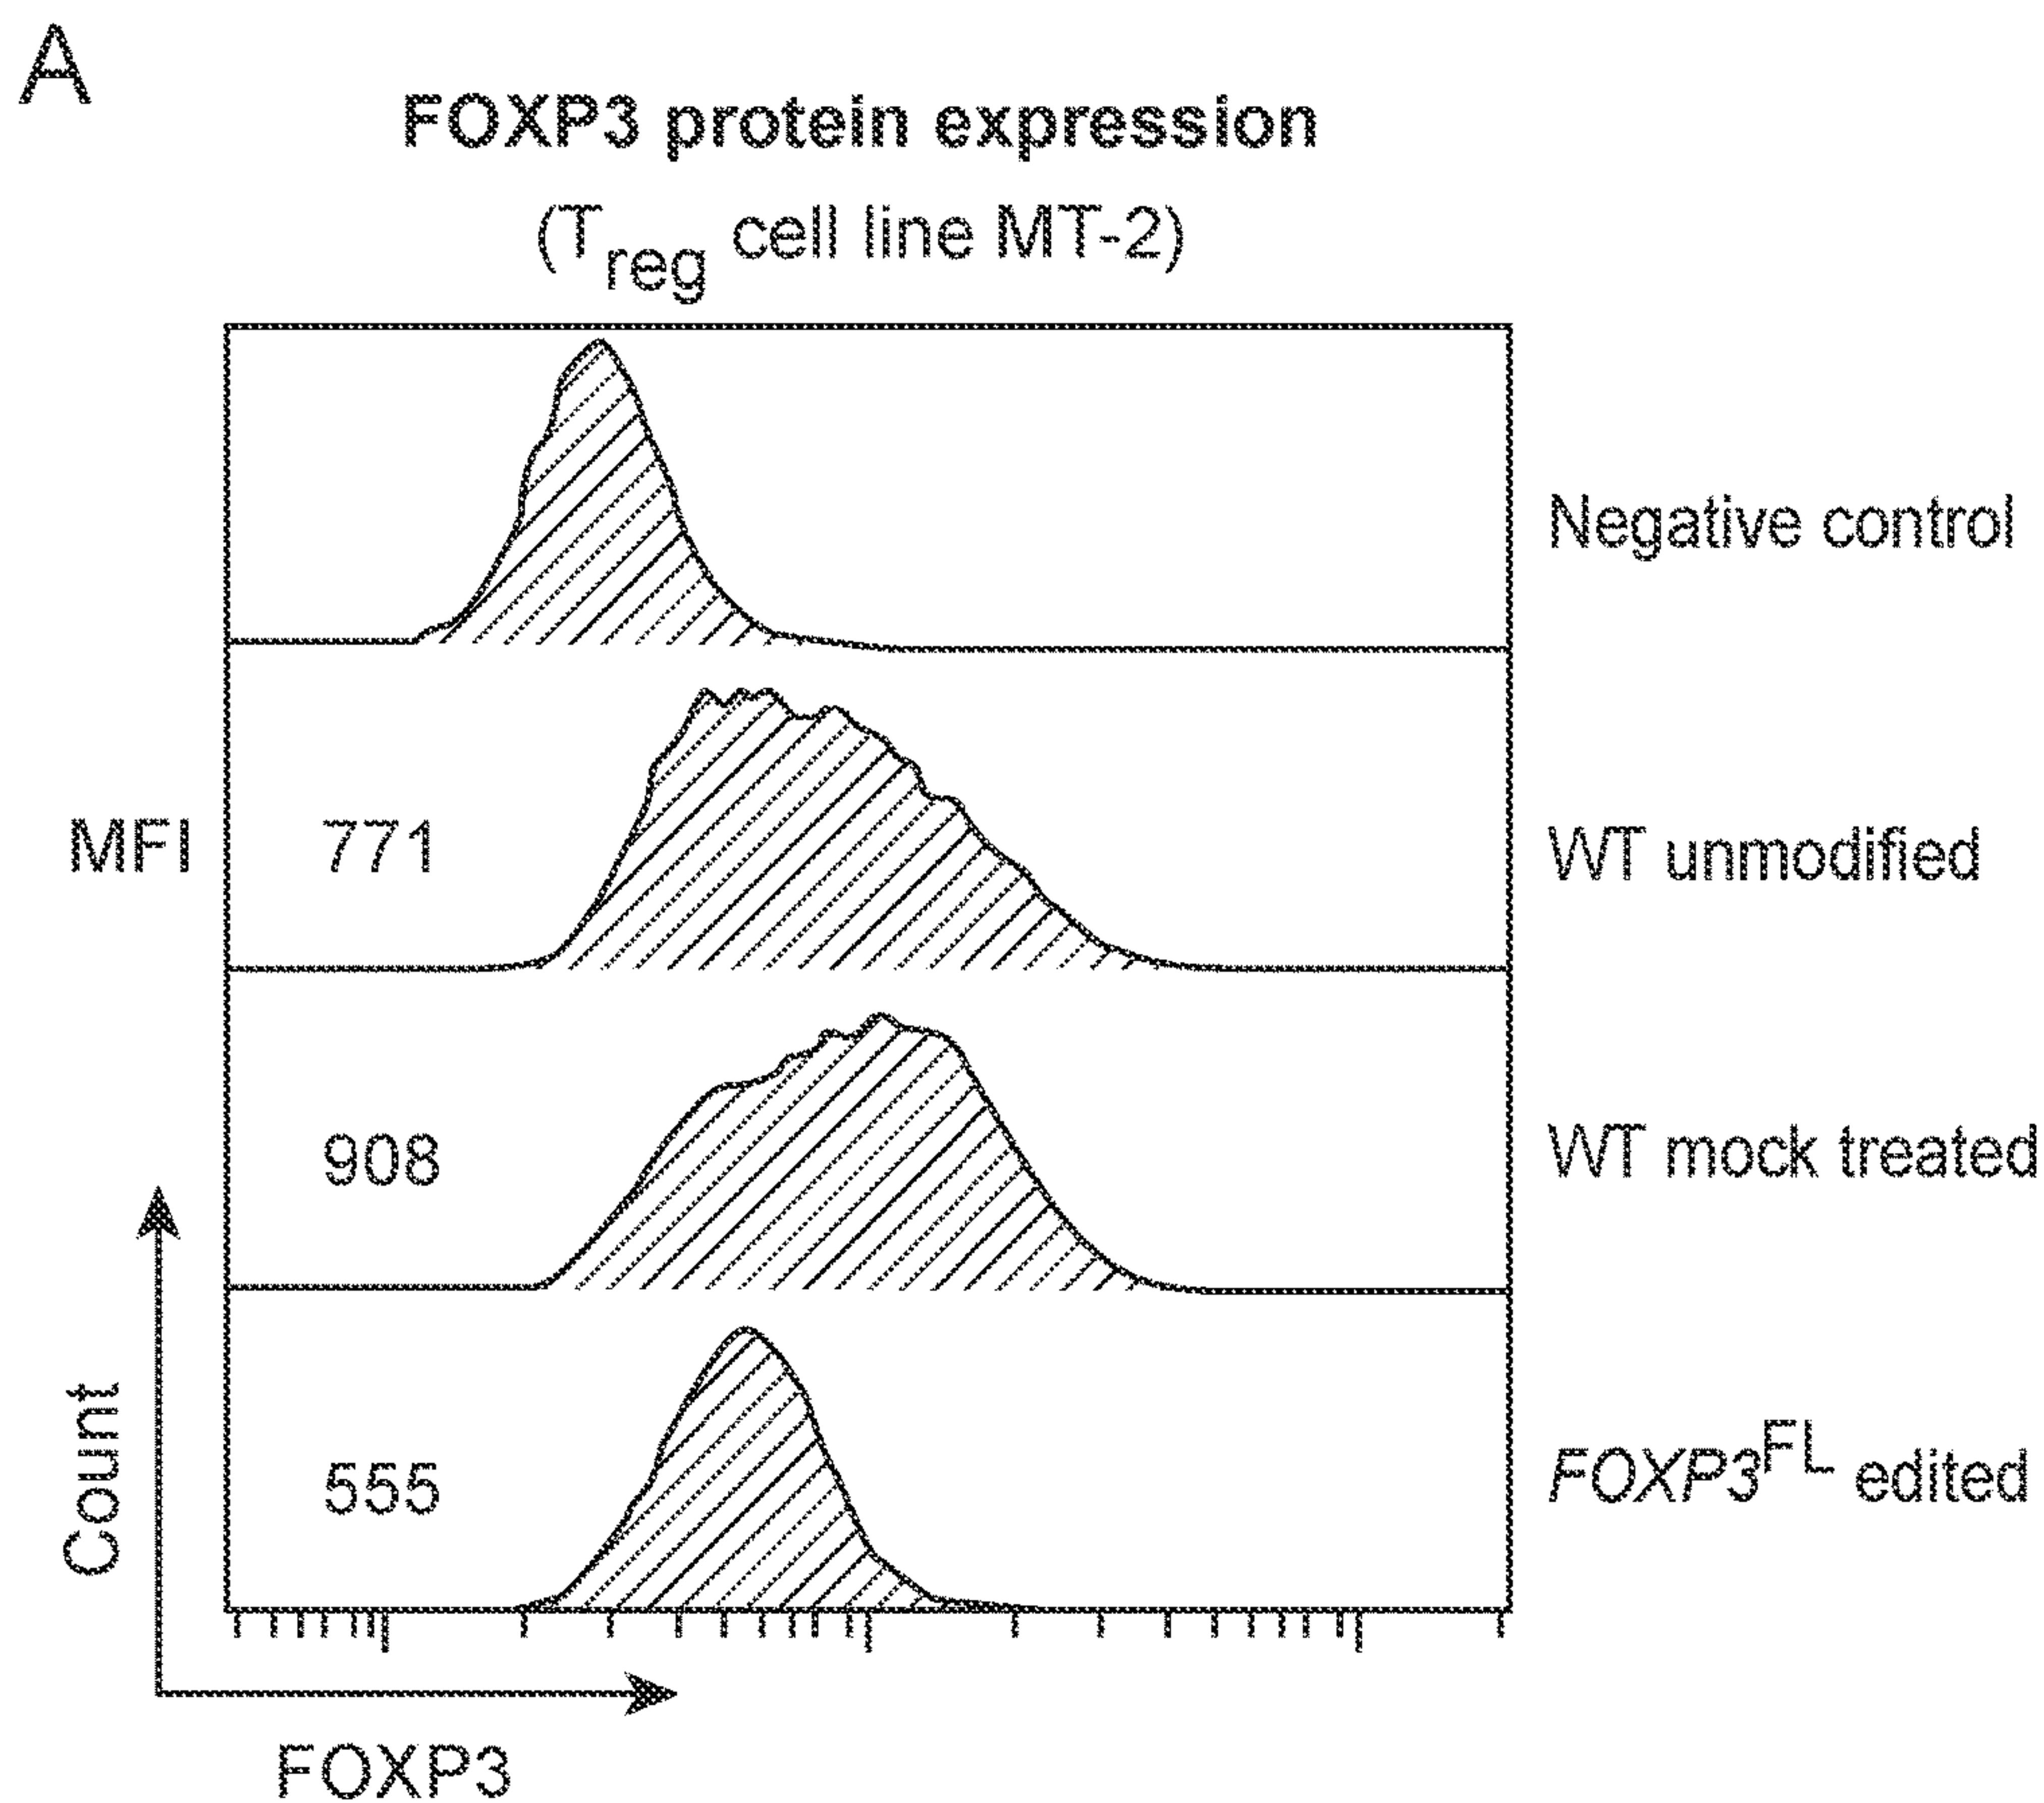 A
FOXP3 protein expression
(Treg cell line MT-2)
Negative control
MFI 771 WT unmodified
908 WT mock treated
555 FOXP3FL edited
Count
FOXP3